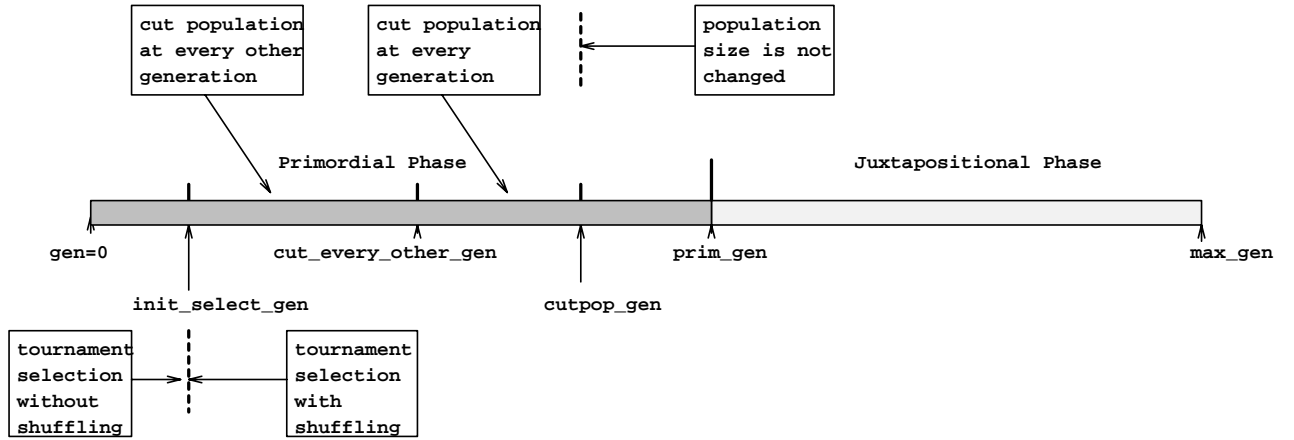 cut population
at every other
generation
cut population
at every
generation
population
size is not
changed
Primordial Phase
Juxtapositional Phase
gen=0
cut_every_other_gen
prim_gen
max_gen
init_select_gen
cutpop_gen
tournament
selection
without
shuffling
tournament
selection
with
shuffling